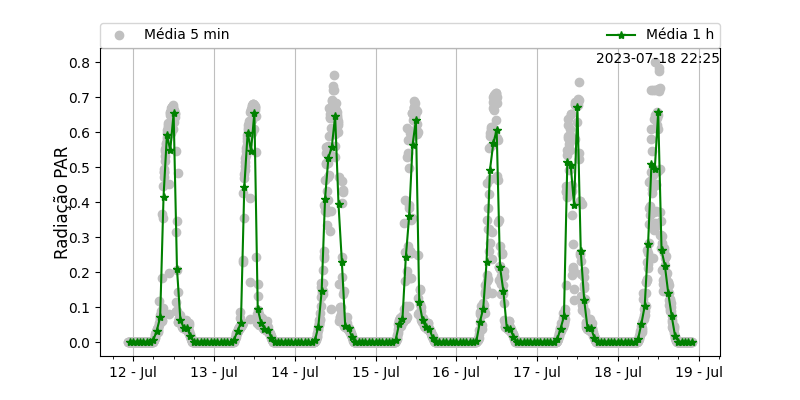 Média 5 min
Média 1 h
2023-07-18 22:25
Radiação PAR
0.8
0.7
0.6
0.5
0.4
0.3
0.2
0.1
0.0
12 - Jul
13 - Jul
14 - Jul
15 - Jul
16 - Jul
17 - Jul
18 - Jul
19 - Jul